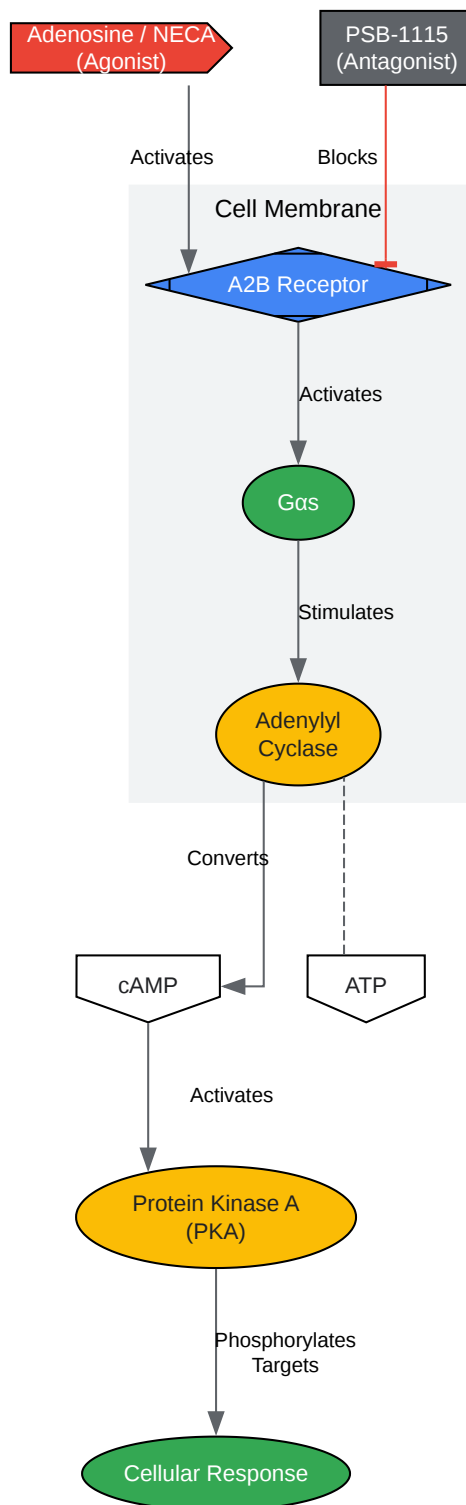 Adenosine / NECA
(Agonist)
PSB-1115
(Antagonist)
Activates
Blocks
Cell Membrane
A2B Receptor
Activates
Gαs
Stimulates
Adenylyl
Cyclase
Converts
cAMP
ATP
Activates
Protein Kinase A
(PKA)
Phosphorylates
Targets
Cellular Response